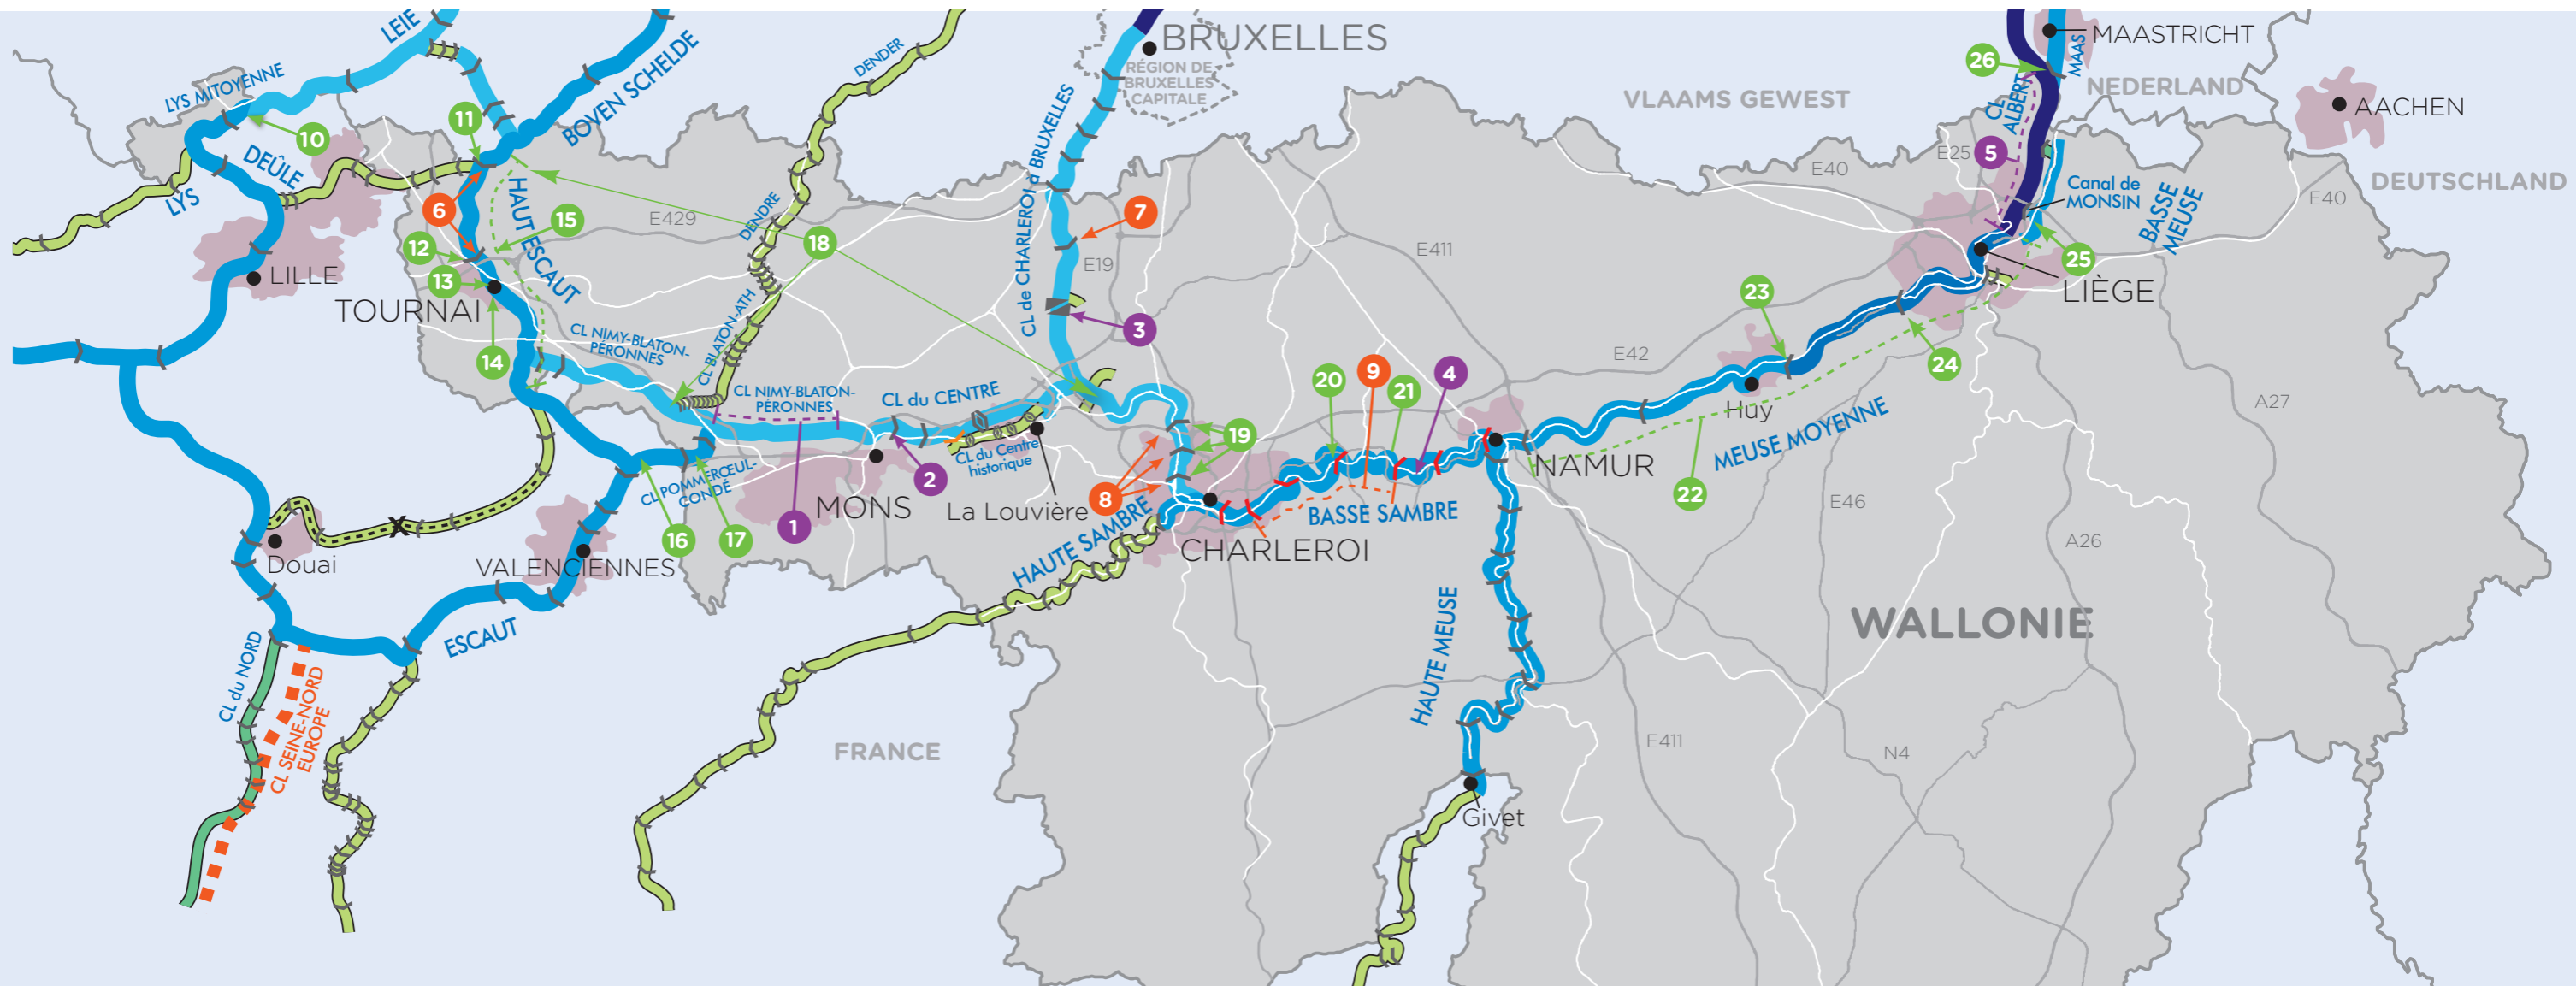 LEIE
LYS MITOYENNE
10
DEÛLE
LYS
LILLE
11
BOVEN SCHELDE
6
HAUT ESCAUT
15
12
13
TOURNAI
14
E429
DENDER
DENDRE
18
CL BLATON-ATH
CL NIMY-BLATON-
PÉRONNES
CL NIMY-BLATON-
PÉRONNES
CL du CENTRE
CL du Centre
historique
CL POMMERŒUL-
CONDÉ
16
17
1
2
MONS
La Louvière
Douai
VALENCIENNES
ESCAUT
CL du NORD
CL SEINE-NORD
EUROPE
FRANCE
BRUXELLES
RÉGION DE
BRUXELLES
CAPITALE
CL de CHARLEROI à BRUXELLES
7
E19
3
19
8
HAUTE SAMBRE
CHARLEROI
BASSE SAMBRE
20
9
21
4
NAMUR
HAUTE MEUSE
Givet
E411
E411
E42
Huy
MEUSE MOYENNE
22
23
24
E46
N4
A26
A27
WALLONIE
VLAAMS GEWEST
E40
E25
5
CL
ALBERT
26
MAAS
MAASTRICHT
NEDERLAND
AACHEN
DEUTSCHLAND
E40
Canal de
MONSIN
BASSE
MEUSE
25
LIÈGE